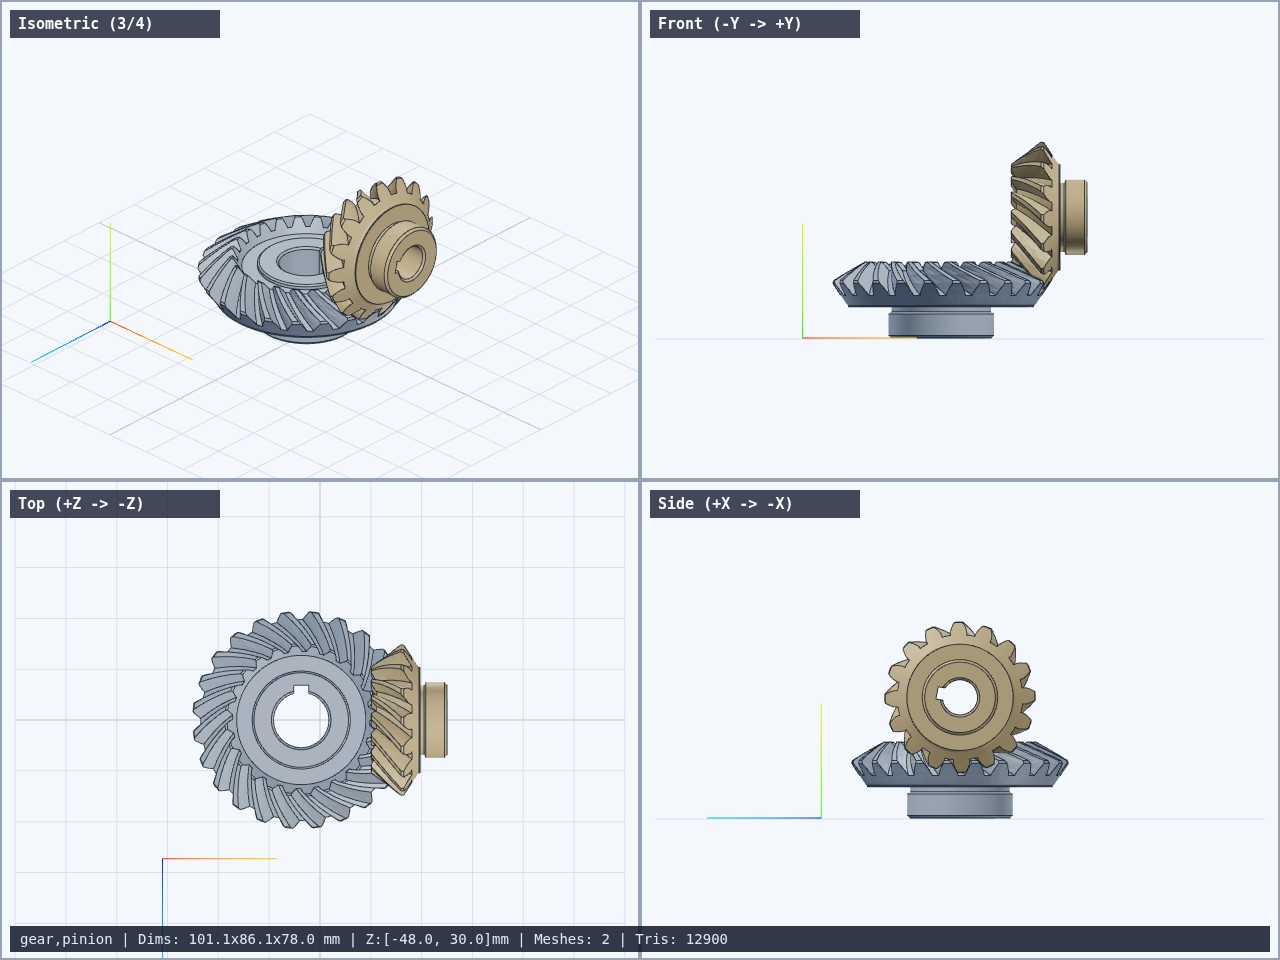 Isometric (3/4)
Front (-Y -> +Y)
Top (+Z -> -Z)
Side (+X -> -X)
gear,pinion | Dims: 101.1x86.1x78.0 mm | Z:[-48.0, 30.0]mm | Meshes: 2 | Tris: 12900